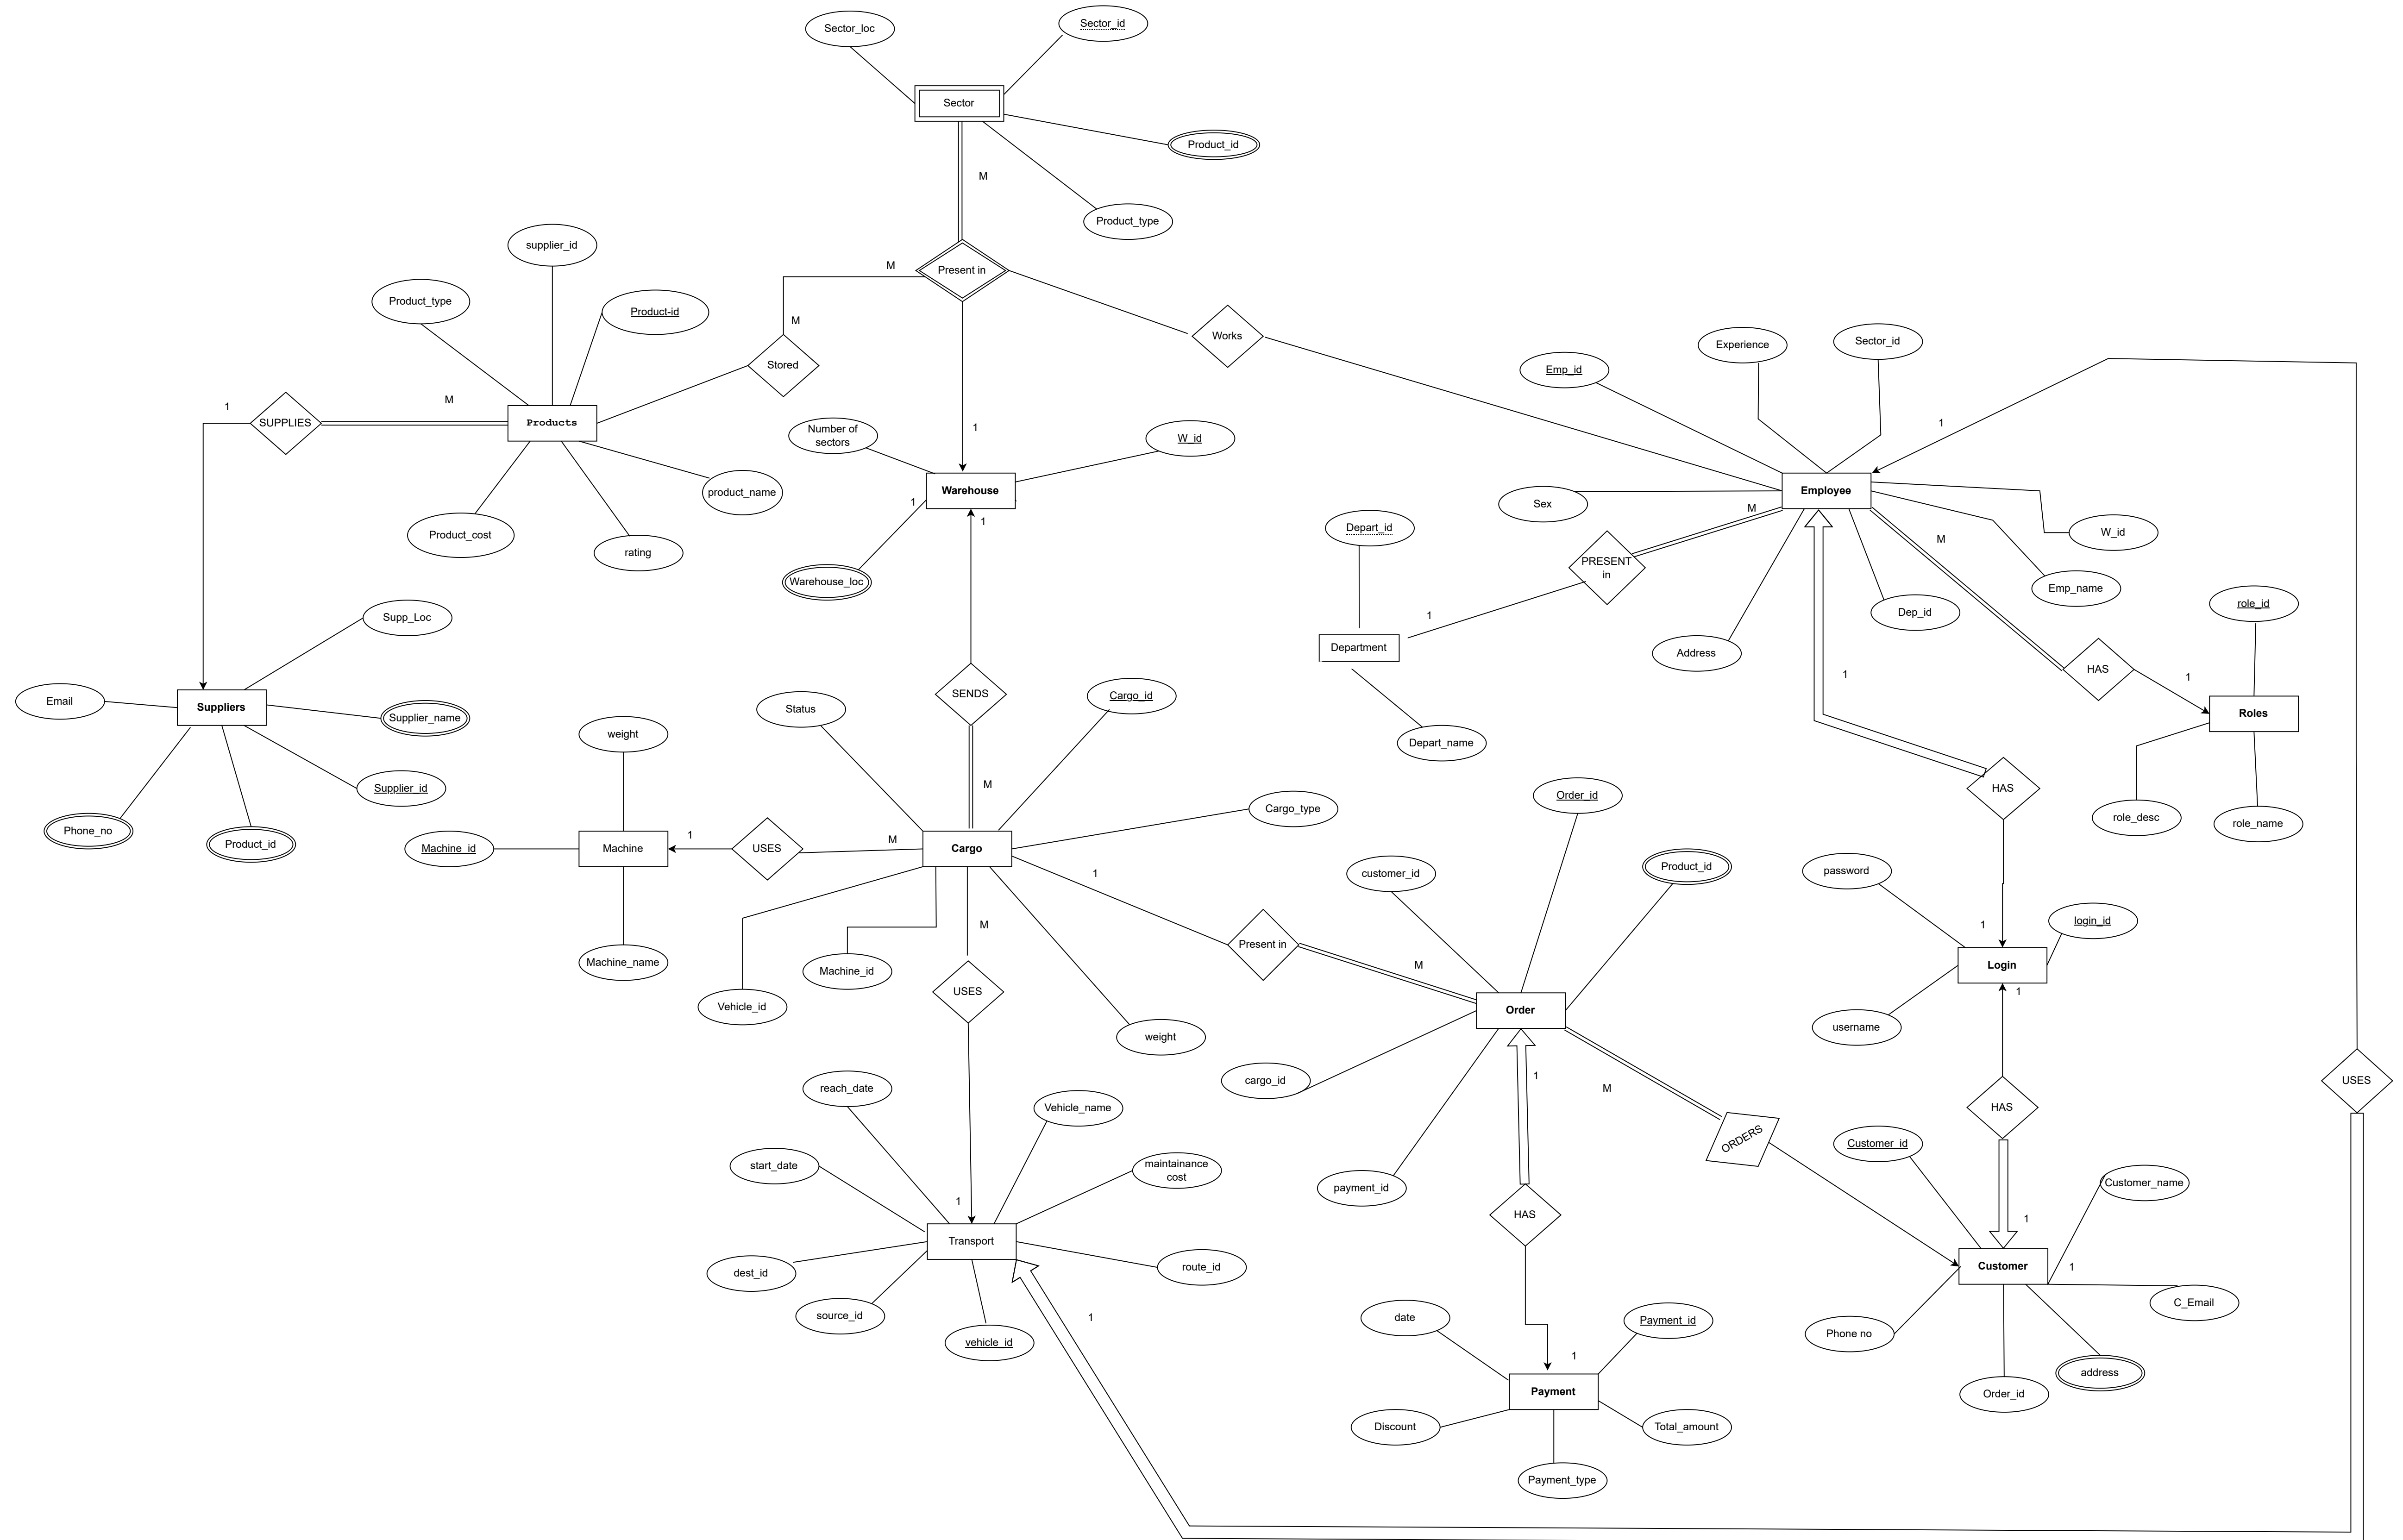 Sector_id
Sector_loc
Sector
Product_id
M
Product_type
supplier_id
M
Present in
Product_type
Product-id
M
Works
Stored
Experience
Sector_id
Emp_id
1
M
SUPPLIES
Products
1
1
Number of
sectors
W_id
product_name
Warehouse
1
Employee
Sex
M
1
Depart_id
Product_cost
rating
W_id
M
PRESENT
in
Warehouse_loc
Emp_name
role_id
Dep_id
1
Supp_Loc
Department
Address
HAS
1
1
SENDS
Cargo_id
Email
Suppliers
Supplier_name
Status
Roles
weight
Depart_name
M
HAS
Supplier_id
Order_id
Cargo_type
role_desc
role_name
Phone_no
Product_id
1
M
Machine_id
Machine
USES
Cargo
1
customer_id
Product_id
password
login_id
M
1
Present in
M
Machine_name
Machine_id
Login
USES
1
Vehicle_id
Order
username
weight
1
cargo_id
USES
reach_date
M
Vehicle_name
HAS
ORDERS
Customer_id
start_date
maintainance
cost
Customer_name
payment_id
1
HAS
1
Transport
dest_id
route_id
Customer
1
C_Email
source_id
1
date
Payment_id
Phone no
vehicle_id
1
address
Payment
Order_id
Discount
Total_amount
Payment_type